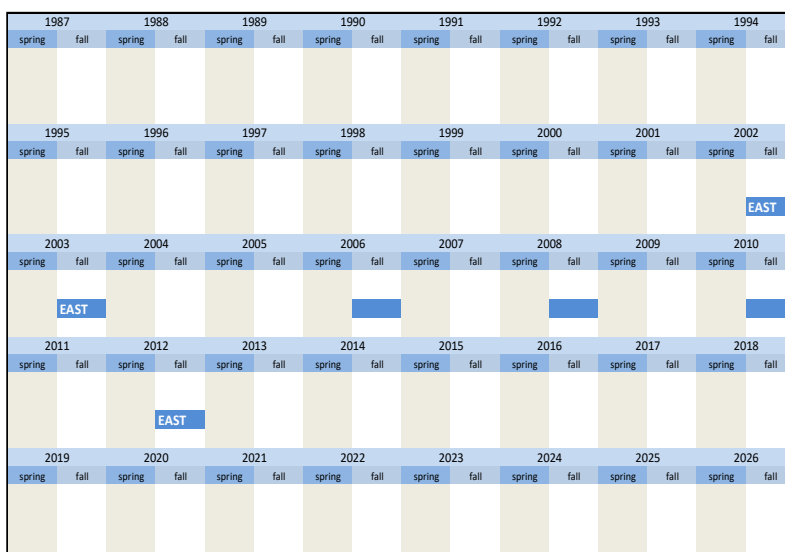 1987 1988 1989 1990 1991 1992 1993 1994
spring fall spring fall spring fall spring fall spring fall spring fall spring fall spring fall
1995 1996 1997 1998 1999 2000 2001 2002
spring fall spring fall spring fall spring fall spring fall spring fall spring fall spring fall
EAST
2003 2004 2005 2006 2007 2008 2009 2010
spring fall spring fall spring fall spring fall spring fall spring fall spring fall spring fall
EAST
2011 2012 2013 2014 2015 2016 2017 2018
spring fall spring fall spring fall spring fall spring fall spring fall spring fall spring fall
EAST
2019 2020 2021 2022 2023 2024 2025 2026
spring fall spring fall spring fall spring fall spring fall spring fall spring fall spring fall